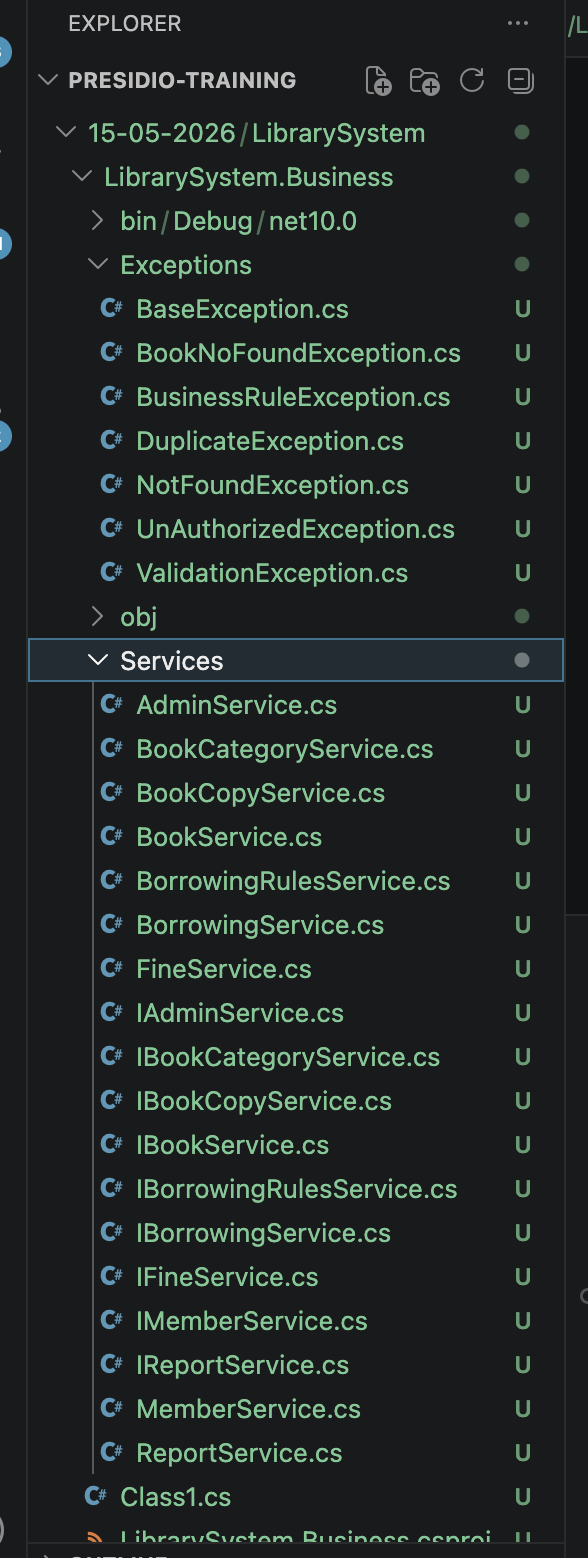 EXPLORER
PRESIDIO-TRAINING
15-05-2026/LibrarySystem
LibrarySystem.Business
bin/Debug/net10.0
Exceptions
C# BaseException.cs U
C# BookNoFoundException.cs U
C# BusinessRuleException.cs U
C# DuplicateException.cs U
C# NotFoundException.cs U
C# UnAuthorizedException.cs U
C# ValidationException.cs U
obj
Services
C# AdminService.cs U
C# BookCategoryService.cs U
C# BookCopyService.cs U
C# BookService.cs U
C# BorrowingRulesService.cs U
C# BorrowingService.cs U
C# FineService.cs U
C# IAdminService.cs U
C# IBookCategoryService.cs U
C# IBookCopyService.cs U
C# IBookService.cs U
C# IBorrowingRulesService.cs U
C# IBorrowingService.cs U
C# IFineService.cs U
C# IMemberService.cs U
C# IReportService.cs U
C# MemberService.cs U
C# ReportService.cs U
C# Class1.cs U
LibrarySystem.Business.csproj U